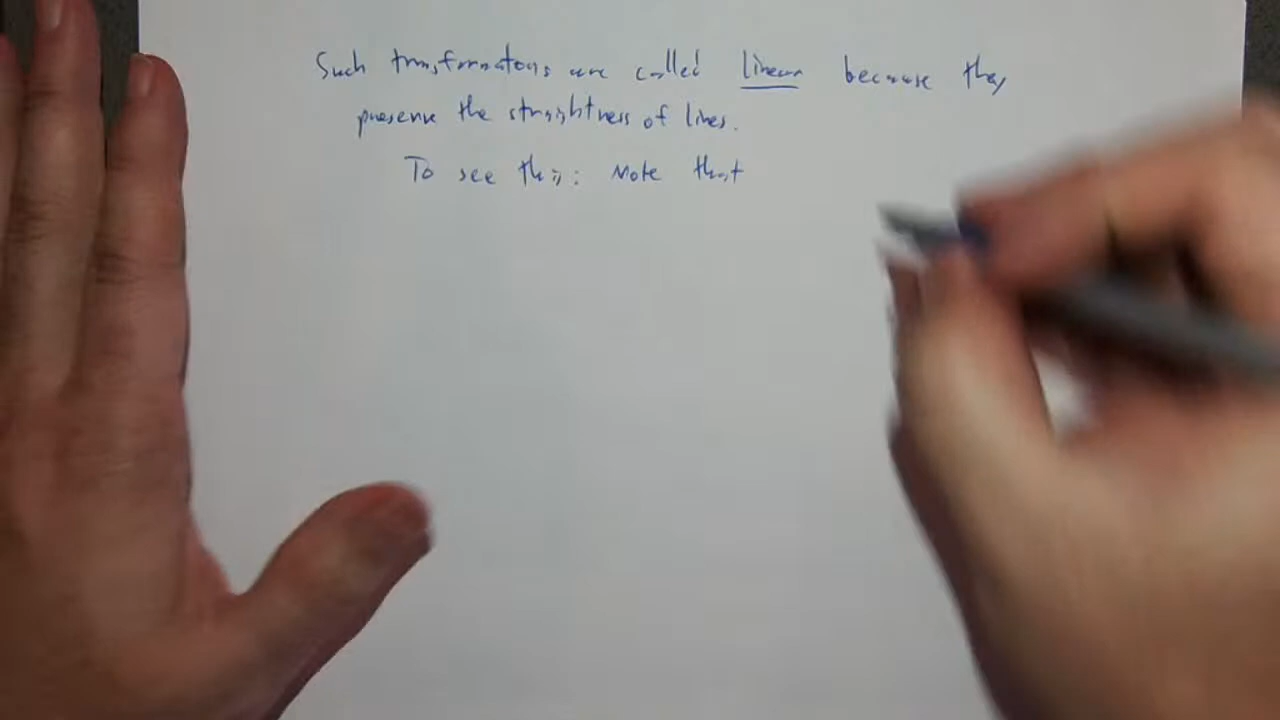 Such transformations are called linear because they
preserve the straightness of lines.
To see this: Note that